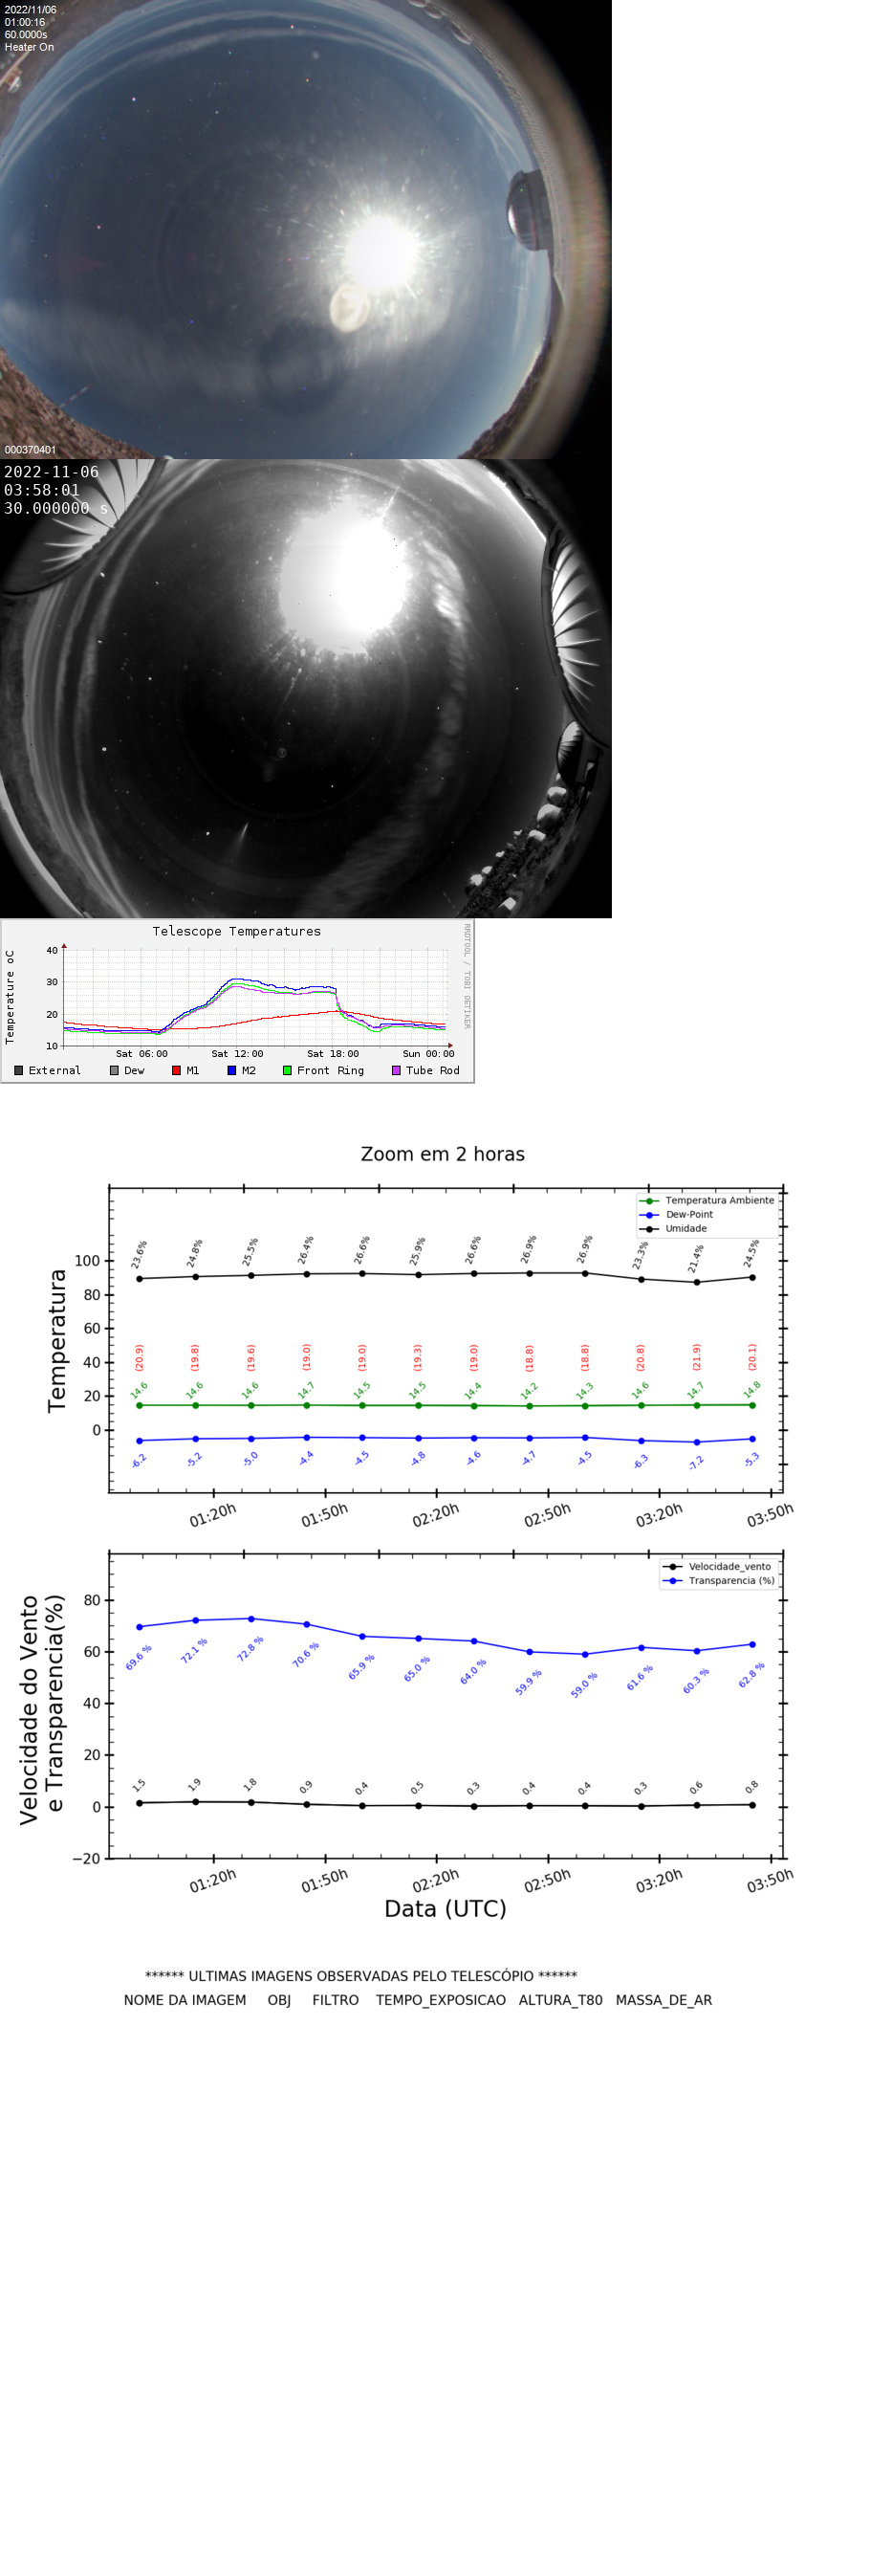 2022/11/06
01:00:16
60.0000s
Heater On
000370401
2022-11-06
03:58:01
30.000000 s
Telescope Temperatures
RRDTOOL / TOBI OETIKER
Temperature oC
40
30
20
10
Sat 06:00 Sat 12:00 Sat 18:00 Sun 00:00
External Dew M1 M2 Front Ring Tube Rod
Zoom em 2 horas
Temperatura Ambiente
Dew-Point
Umidade
Temperatura
100
80
60
40
20
0
23.6% 24.8% 25.5% 26.4% 26.6% 25.9% 26.6% 26.9% 26.9% 23.3% 21.4% 24.5%
(20.9) (19.8) (19.6) (19.0) (19.0) (19.3) (19.0) (18.8) (18.8) (20.8) (21.9) (20.1)
14.6 14.6 14.6 14.7 14.5 14.5 14.4 14.2 14.3 14.6 14.7 14.8
-6.2 -5.2 -5.0 -4.4 -4.5 -4.8 -4.6 -4.7 -4.5 -6.3 -7.2 -5.3
01:20h 01:50h 02:20h 02:50h 03:20h 03:50h
Velocidade_vento
Transparencia (%)
Velocidade do Vento
e Transparencia(%)
80
60
40
20
0
−20
69.6 % 72.1 % 72.8 % 70.6 % 65.9 % 65.0 % 64.0 % 59.9 % 59.0 % 61.6 % 60.3 % 62.8 %
1.5 1.9 1.8 0.9 0.4 0.5 0.3 0.4 0.4 0.3 0.6 0.8
01:20h 01:50h 02:20h 02:50h 03:20h 03:50h
Data (UTC)
****** ULTIMAS IMAGENS OBSERVADAS PELO TELESCÓPIO ******
NOME DA IMAGEM OBJ FILTRO TEMPO_EXPOSICAO ALTURA_T80 MASSA_DE_AR